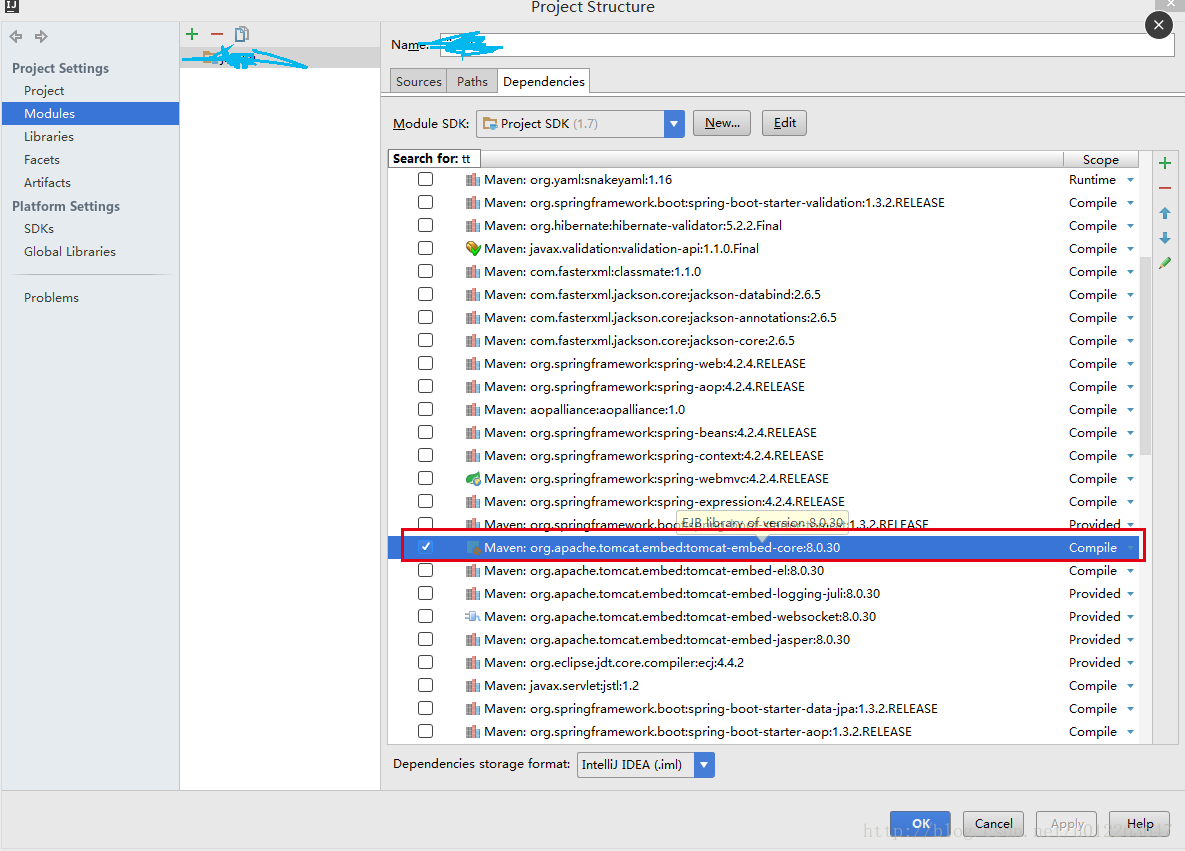 IJ
Project Structure
Project Settings
Project
Modules
Libraries
Facets
Artifacts
Platform Settings
SDKs
Global Libraries
Problems
Name:
Sources Paths Dependencies
Module SDK: Project SDK (1.7) New... Edit
Search for: tt Scope
Maven: org.yaml:snakeyaml:1.16 Runtime
Maven: org.springframework.boot:spring-boot-starter-validation:1.3.2.RELEASE Compile
Maven: org.hibernate:hibernate-validator:5.2.2.Final Compile
Maven: javax.validation:validation-api:1.1.0.Final Compile
Maven: com.fasterxml:classmate:1.1.0 Compile
Maven: com.fasterxml.jackson.core:jackson-databind:2.6.5 Compile
Maven: com.fasterxml.jackson.core:jackson-annotations:2.6.5 Compile
Maven: com.fasterxml.jackson.core:jackson-core:2.6.5 Compile
Maven: org.springframework:spring-web:4.2.4.RELEASE Compile
Maven: org.springframework:spring-aop:4.2.4.RELEASE Compile
Maven: aopalliance:aopalliance:1.0 Compile
Maven: org.springframework:spring-beans:4.2.4.RELEASE Compile
Maven: org.springframework:spring-context:4.2.4.RELEASE Compile
Maven: org.springframework:spring-webmvc:4.2.4.RELEASE Compile
Maven: org.springframework:spring-expression:4.2.4.RELEASE Compile
EJB library of version 8.0.30
Maven: org.springframework.boo :1.3.2.RELEASE Provided
Maven: org.apache.tomcat.embed:tomcat-embed-core:8.0.30 Compile
Maven: org.apache.tomcat.embed:tomcat-embed-el:8.0.30 Compile
Maven: org.apache.tomcat.embed:tomcat-embed-logging-juli:8.0.30 Provided
Maven: org.apache.tomcat.embed:tomcat-embed-websocket:8.0.30 Compile
Maven: org.apache.tomcat.embed:tomcat-embed-jasper:8.0.30 Provided
Maven: org.eclipse.jdt.core.compiler:ecj:4.4.2 Provided
Maven: javax.servlet:jstl:1.2 Compile
Maven: org.springframework.boot:spring-boot-starter-data-jpa:1.3.2.RELEASE Compile
Maven: org.springframework.boot:spring-boot-starter-aop:1.3.2.RELEASE Compile
Dependencies storage format: IntelliJ IDEA (.iml)
OK Cancel Apply Help